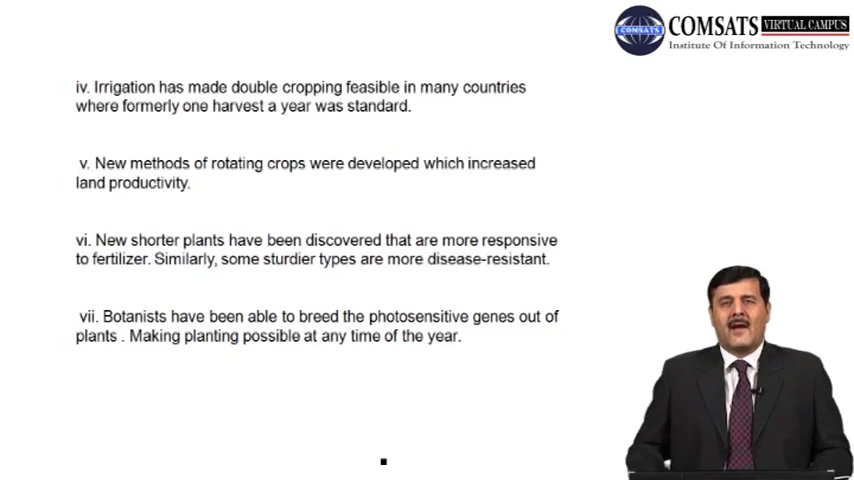 COMSATS
COMSATS VIRTUAL CAMPUS
Institute Of Information Technology
iv. Irrigation has made double cropping feasible in many countries
where formerly one harvest a year was standard.
v. New methods of rotating crops were developed which increased
land productivity.
vi. New shorter plants have been discovered that are more responsive
to fertilizer. Similarly, some sturdier types are more disease-resistant.
vii. Botanists have been able to breed the photosensitive genes out of
plants . Making planting possible at any time of the year.